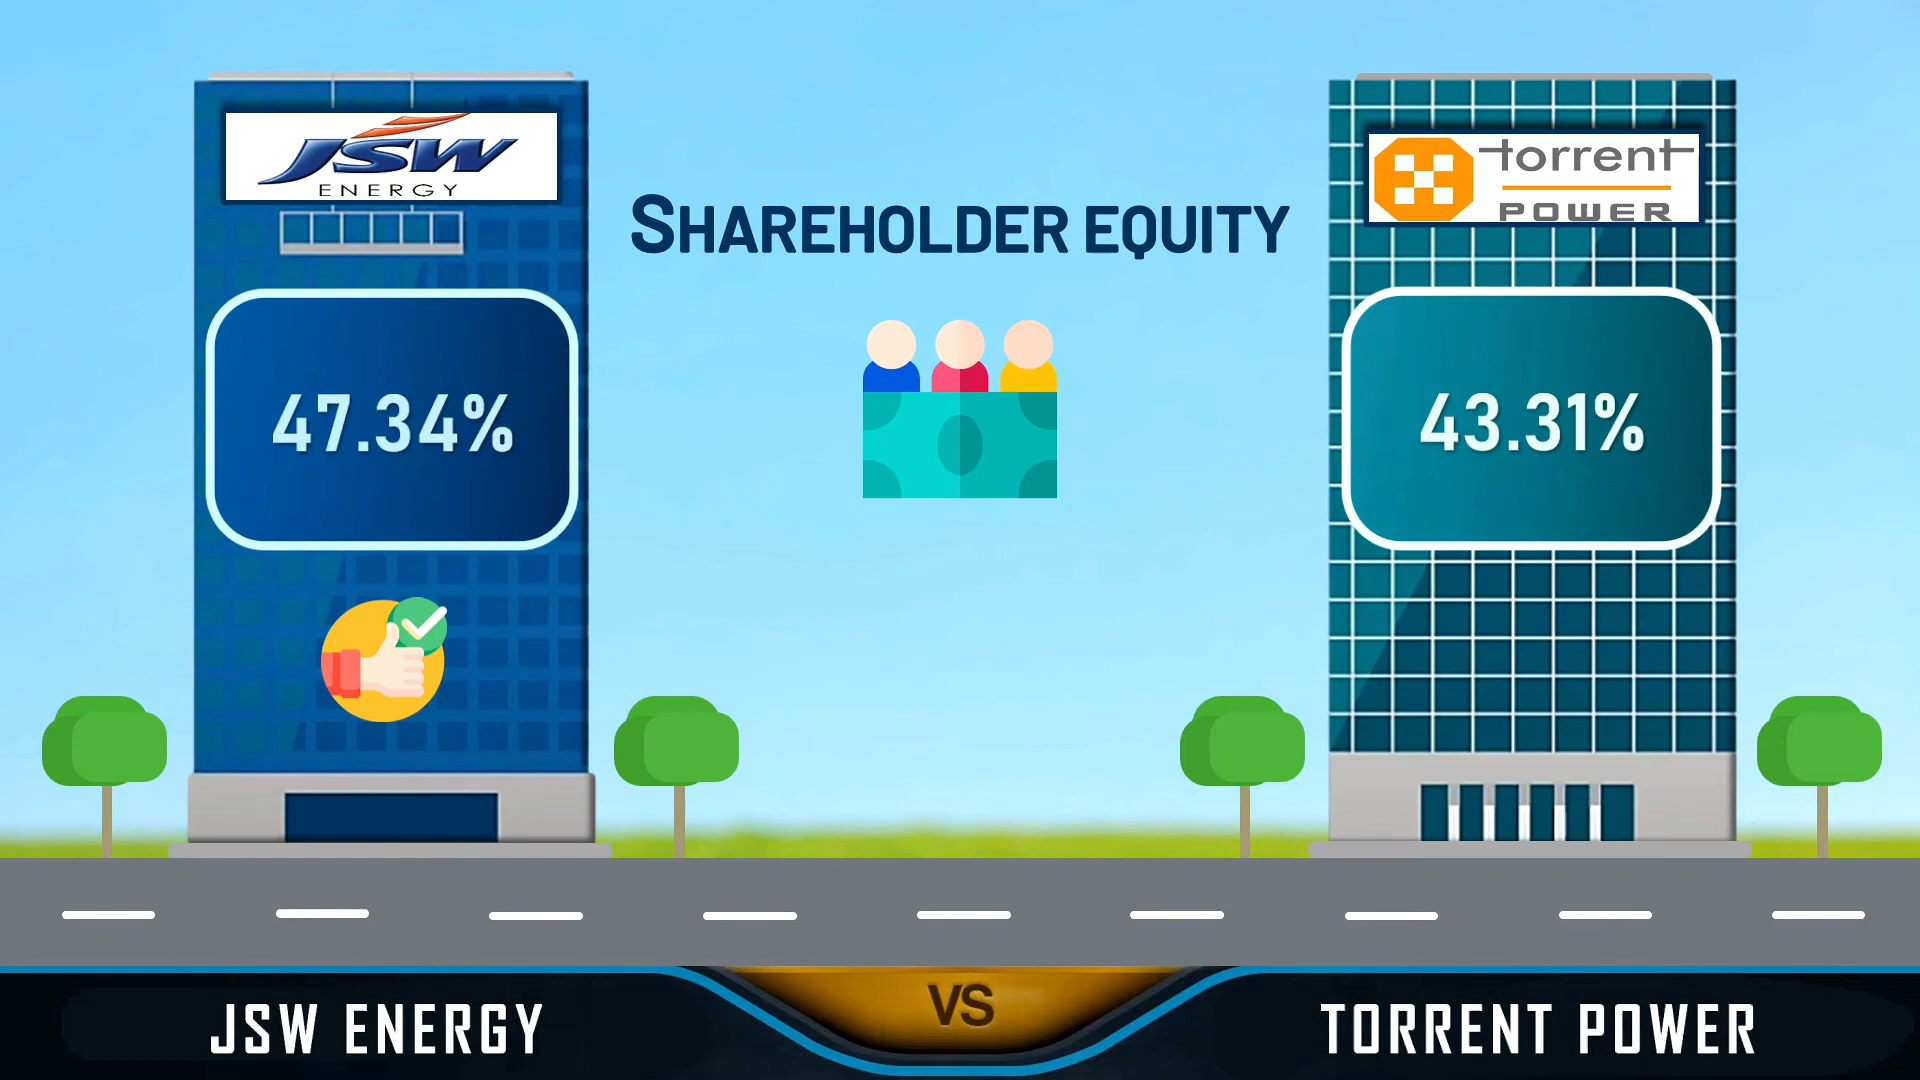 JSW
ENERGY
torrent
POWER
SHAREHOLDER EQUITY
47.34%
43.31%
JSW ENERGY
VS
TORRENT POWER